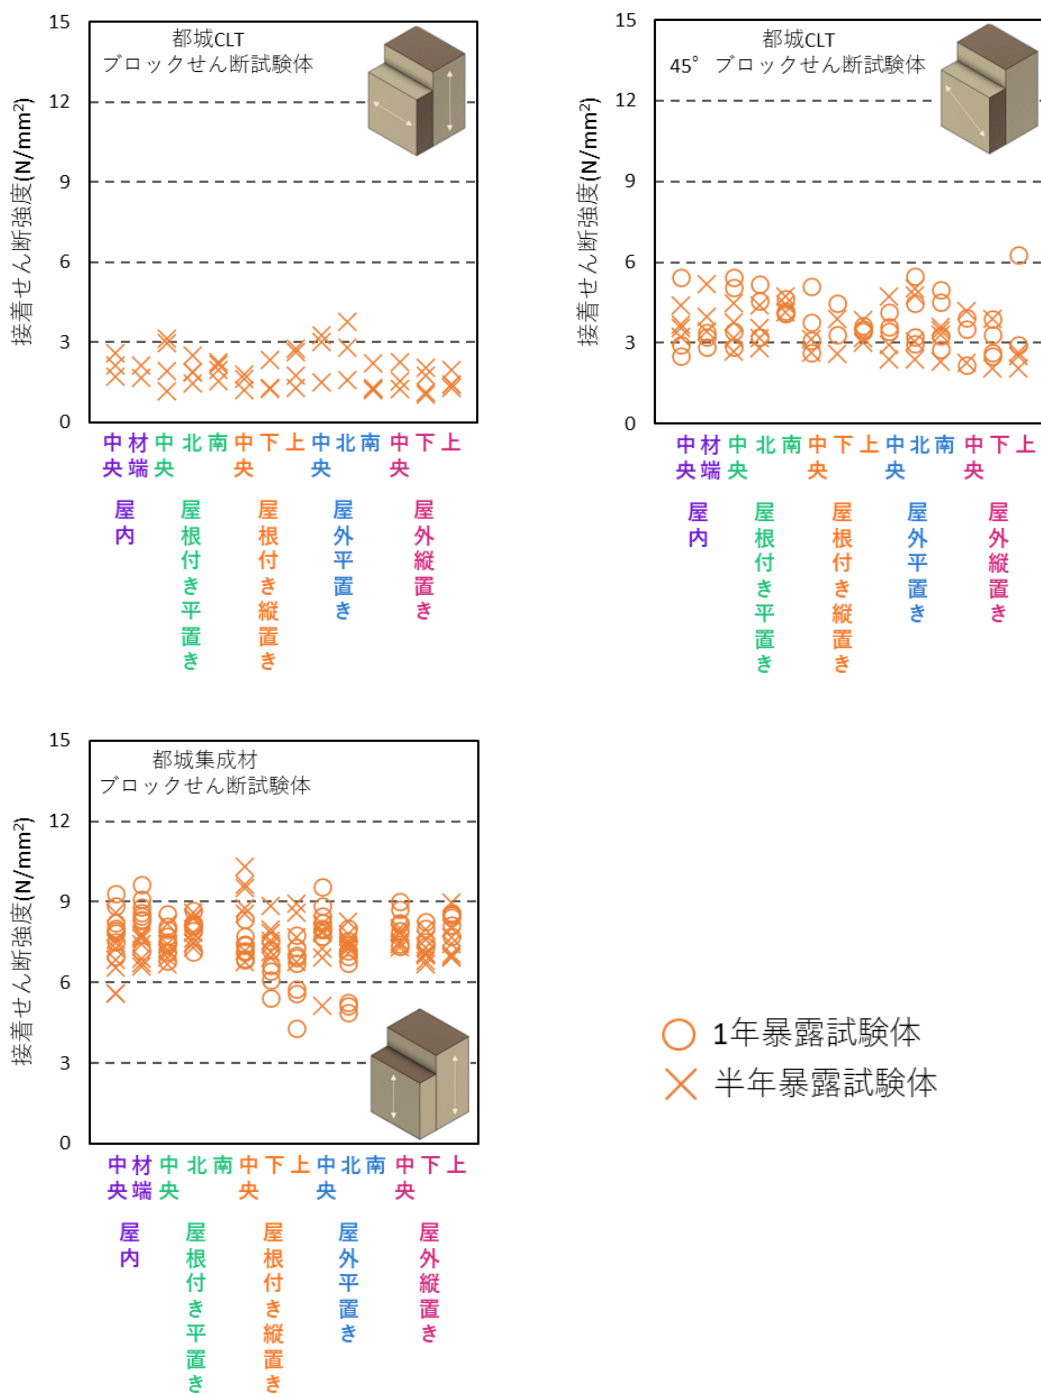 都城CLT
ブロックせん断試験体
接着せん断強度(N/mm²)
15
12
9
6
3
0
中央 材端 中央 北 南 中央 下 上 中央 北 南 中央 下 上
屋内 屋根付き平置き 屋根付き縦置き 屋外平置き 屋外縦置き
都城CLT
45°ブロックせん断試験体
接着せん断強度(N/mm²)
15
12
9
6
3
0
中央 材端 中央 北 南 中央 下 上 中央 北 南 中央 下 上
屋内 屋根付き平置き 屋根付き縦置き 屋外平置き 屋外縦置き
都城集成材
ブロックせん断試験体
接着せん断強度(N/mm²)
15
12
9
6
3
0
中央 材端 中央 北 南 中央 下 上 中央 北 南 中央 下 上
屋内 屋根付き平置き 屋根付き縦置き 屋外平置き 屋外縦置き
1年暴露試験体
半年暴露試験体